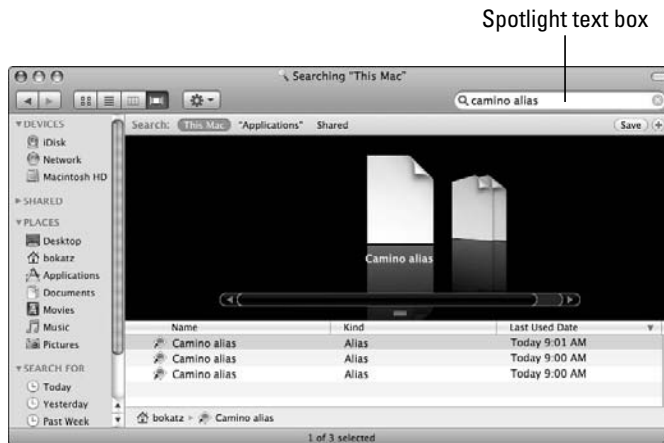 Spotlight text box
Searching "This Mac"
camino alias
Search: This Mac "Applications" Shared Save
DEVICES
iDisk
Network
Macintosh HD
SHARED
PLACES
Desktop
bokatz
Applications
Documents
Movies
Music
Pictures
SEARCH FOR
Today
Yesterday
Past Week
Camino alias
Name Kind Last Used Date
Camino alias Alias Today 9:01 AM
Camino alias Alias Today 9:00 AM
Camino alias Alias Today 9:00 AM
bokatz Camino alias
1 of 3 selected